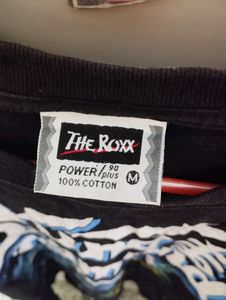 THE ROXX
POWER/90 plus
100% COTTON
M